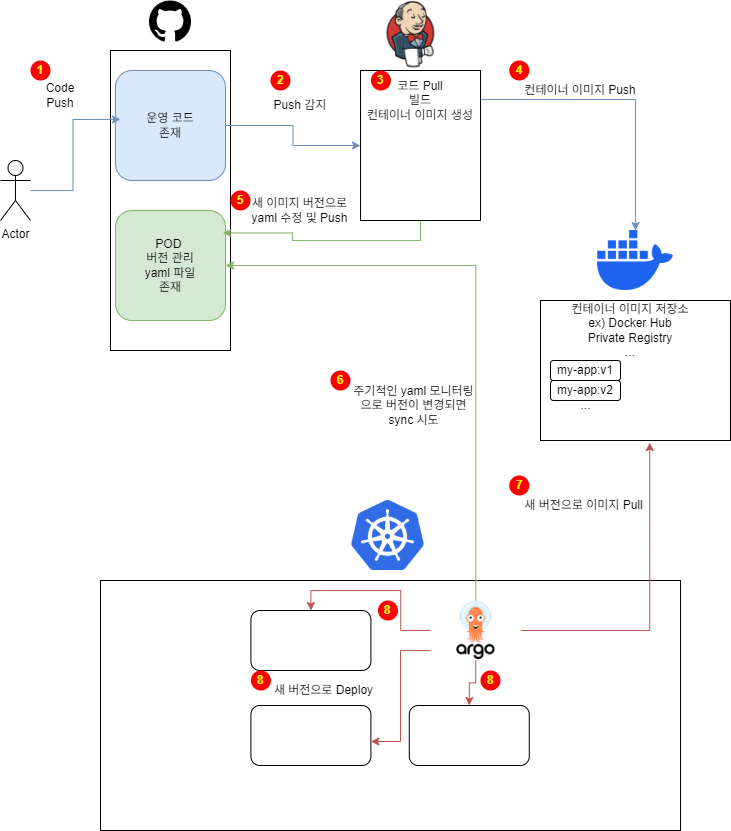 1
Code
Push
Actor
운영 코드
존재
2
Push 감지
3
코드 Pull
빌드
컨테이너 이미지 생성
4
컨테이너 이미지 Push
5
새 이미지 버전으로
yaml 수정 및 Push
POD
버전 관리
yaml 파일
존재
컨테이너 이미지 저장소
ex) Docker Hub
Private Registry
...
my-app:v1
my-app:v2
...
6
주기적인 yaml 모니터링
으로 버전이 변경되면
sync 시도
7
새 버전으로 이미지 Pull
8
argo
8
새 버전으로 Deploy
8